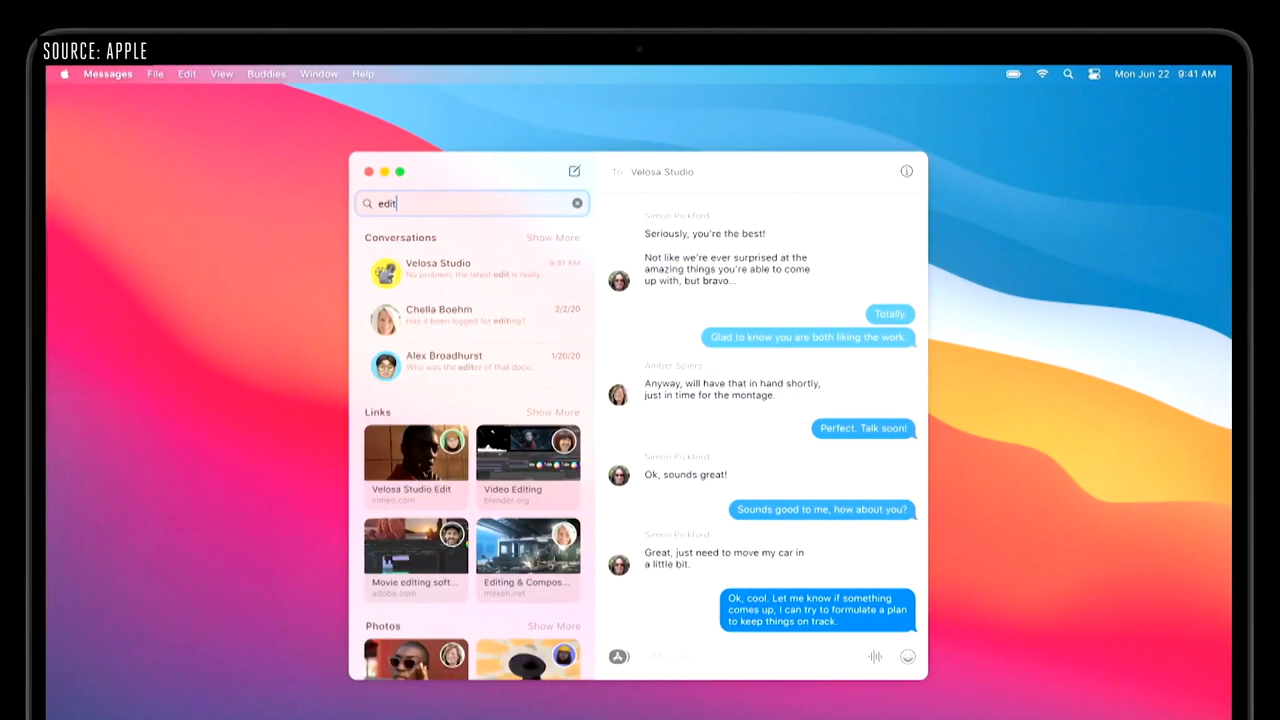 SOURCE: APPLE
Messages File Edit View Buddies Window Help
Mon Jun 22 9:41 AM
edit
Conversations Show More
Velosa Studio 9:41 AM
No problem, the latest edit is really...
Chella Boehm 2/2/20
Has it been logged for editing?
Alex Broadhurst 1/20/20
Who was the editor of that docu...
Links Show More
Velosa Studio Edit
vimeo.com
Video Editing
blender.org
Movie editing soft...
adobe.com
Editing & Compos...
maxon.net
Photos Show More
To: Velosa Studio
Simon Pickford
Seriously, you're the best!
Not like we're ever surprised at the
amazing things you're able to come
up with, but bravo...
Totally.
Glad to know you are both liking the work.
Amber Spiers
Anyway, will have that in hand shortly,
just in time for the montage.
Perfect. Talk soon!
Simon Pickford
Ok, sounds great!
Sounds good to me, how about you?
Simon Pickford
Great, just need to move my car in
a little bit.
Ok, cool. Let me know if something
comes up, I can try to formulate a plan
to keep things on track.